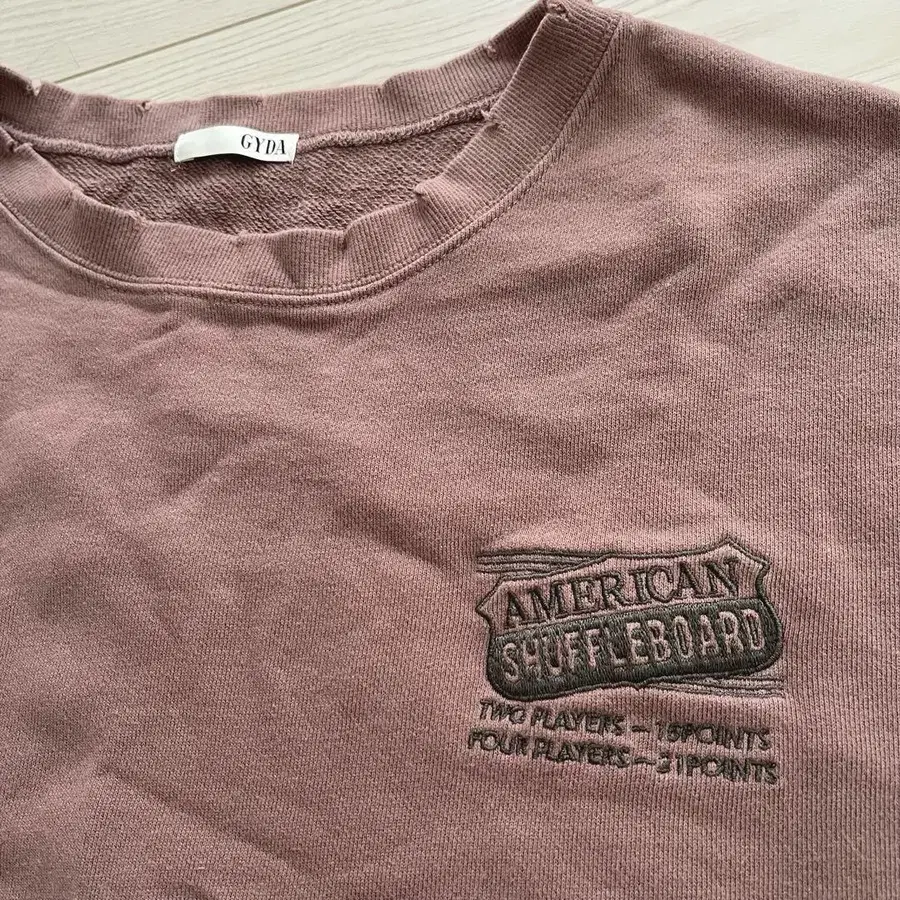 GYDA
AMERICAN
SHUFFLEBOARD
TWO PLAYERS – 15POINTS
FOUR PLAYERS – 21POINTS